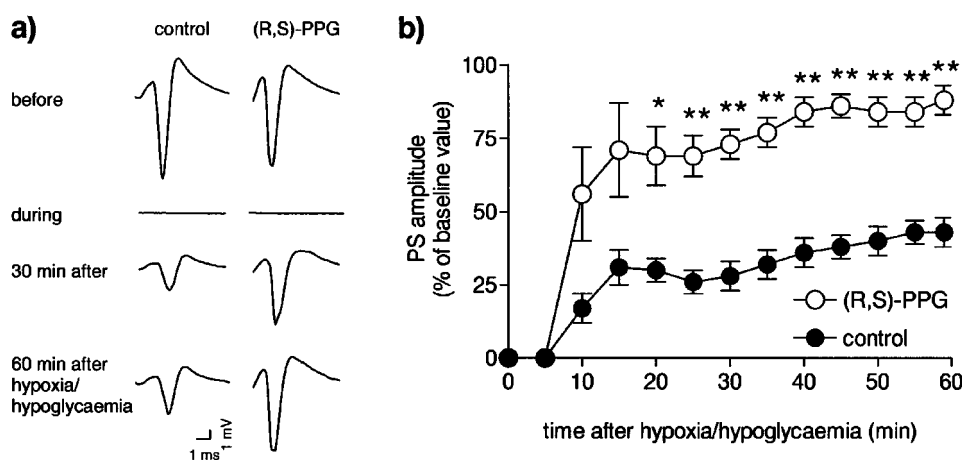 a)
control (R,S)-PPG
before
during
30 min after
60 min after
hypoxia/
hypoglycaemia
1 ms
1 mV
b)
PS amplitude
(% of baseline value)
100
75
50
25
0
* ** ** ** ** ** ** ** **
(R,S)-PPG
control
0 10 20 30 40 50 60
time after hypoxia/hypoglycaemia (min)